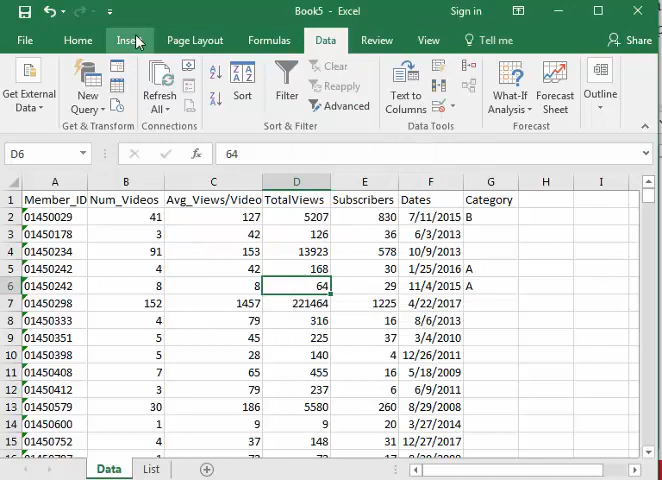 Book5 - Excel
Sign in
File Home Insert Page Layout Formulas Data Review View Tell me Share
Get External Data
New Query
Refresh All
Sort
Filter
Clear
Reapply
Advanced
Text to Columns
What-If Analysis
Forecast Sheet
Outline
Get & Transform Connections Sort & Filter Data Tools Forecast
D6 fx 64
A B C D E F G H I
1 Member_ID Num_Videos Avg_Views/Video TotalViews Subscribers Dates Category
2 01450029 41 127 5207 830 7/11/2015 B
3 01450178 3 42 126 36 6/3/2013
4 01450234 91 153 13923 578 10/9/2013
5 01450242 4 42 168 30 1/25/2016 A
6 01450242 8 8 64 29 11/4/2015 A
7 01450298 152 1457 221464 1225 4/22/2017
8 01450333 4 79 316 16 8/6/2013
9 01450351 5 45 225 37 3/4/2010
10 01450398 5 28 140 4 12/26/2011
11 01450408 7 65 455 16 5/18/2009
12 01450412 3 79 237 6 6/9/2011
13 01450579 30 186 5580 260 8/29/2008
14 01450600 1 9 9 20 3/27/2014
15 01450752 4 37 148 31 12/26/2017
Data List